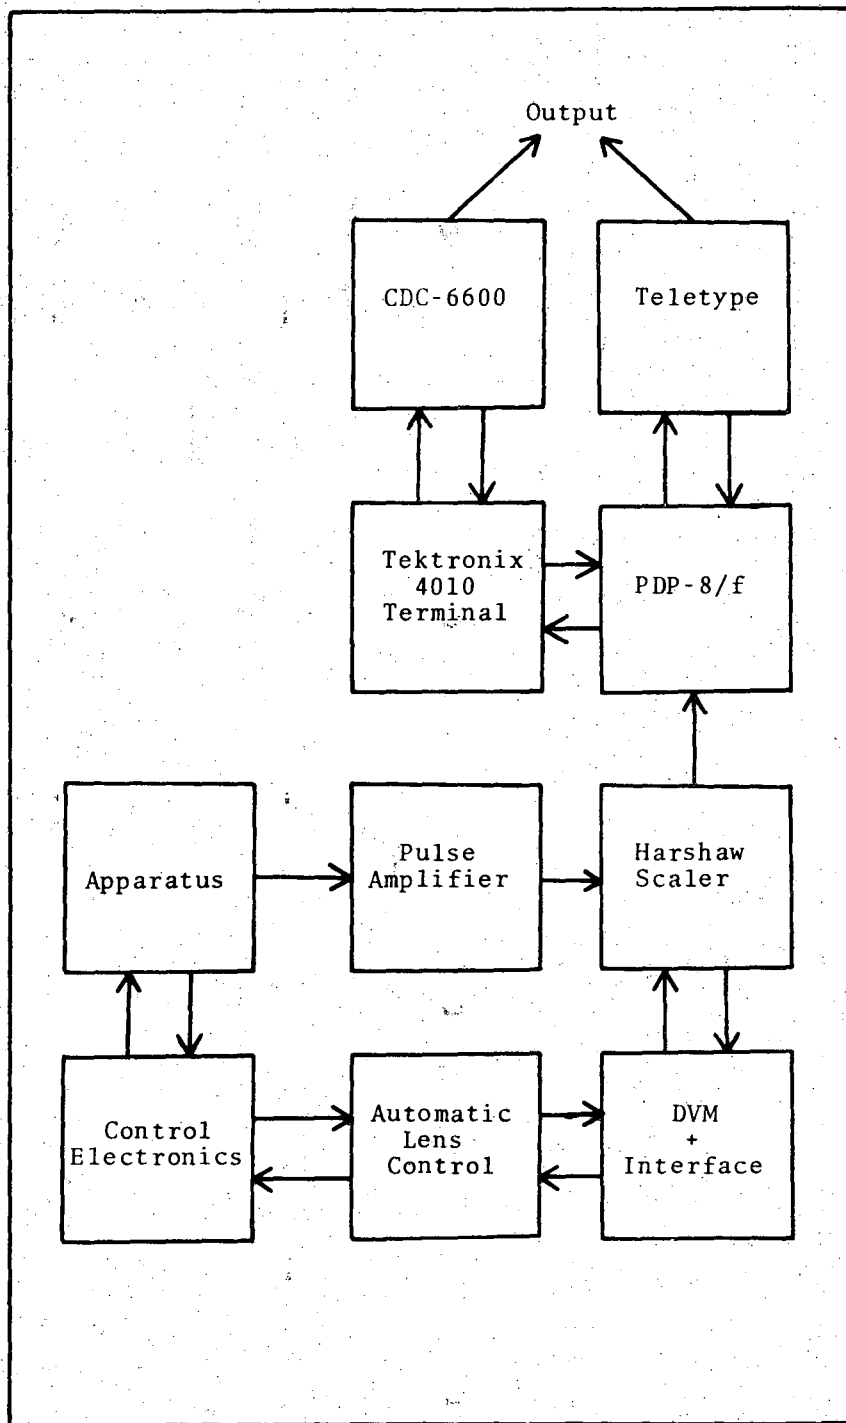 Output
CDC-6600
Teletype
Tektronix
4010
Terminal
PDP-8/f
Apparatus
Pulse
Amplifier
Harshaw
Scaler
Control
Electronics
Automatic
Lens
Control
DVM
+
Interface